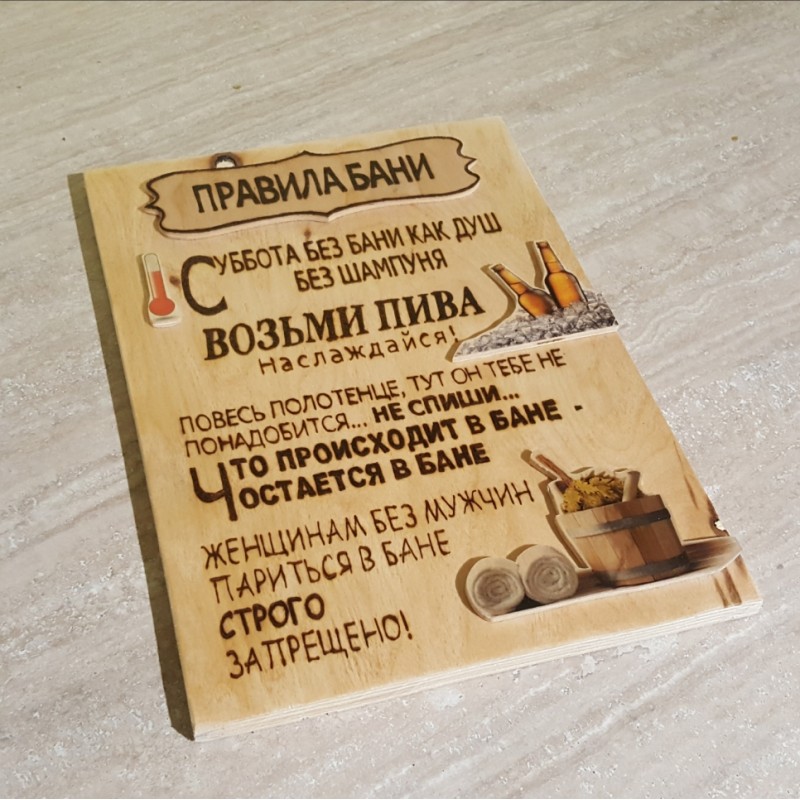 ПРАВИЛА БАНИ
СУББОТА БЕЗ БАНИ КАК ДУШ
БЕЗ ШАМПУНЯ
ВОЗЬМИ ПИВА
Наслаждайся!
ПОВЕСЬ ПОЛОТЕНЦЕ, ТУТ ОН ТЕБЕ НЕ
ПОНАДОБИТСЯ... НЕ СПИШИ...
ЧТО ПРОИСХОДИТ В БАНЕ -
ОСТАЕТСЯ В БАНЕ
ЖЕНЩИНАМ БЕЗ МУЖЧИН
ПАРИТЬСЯ В БАНЕ
СТРОГО
ЗАПРЕЩЕНО!